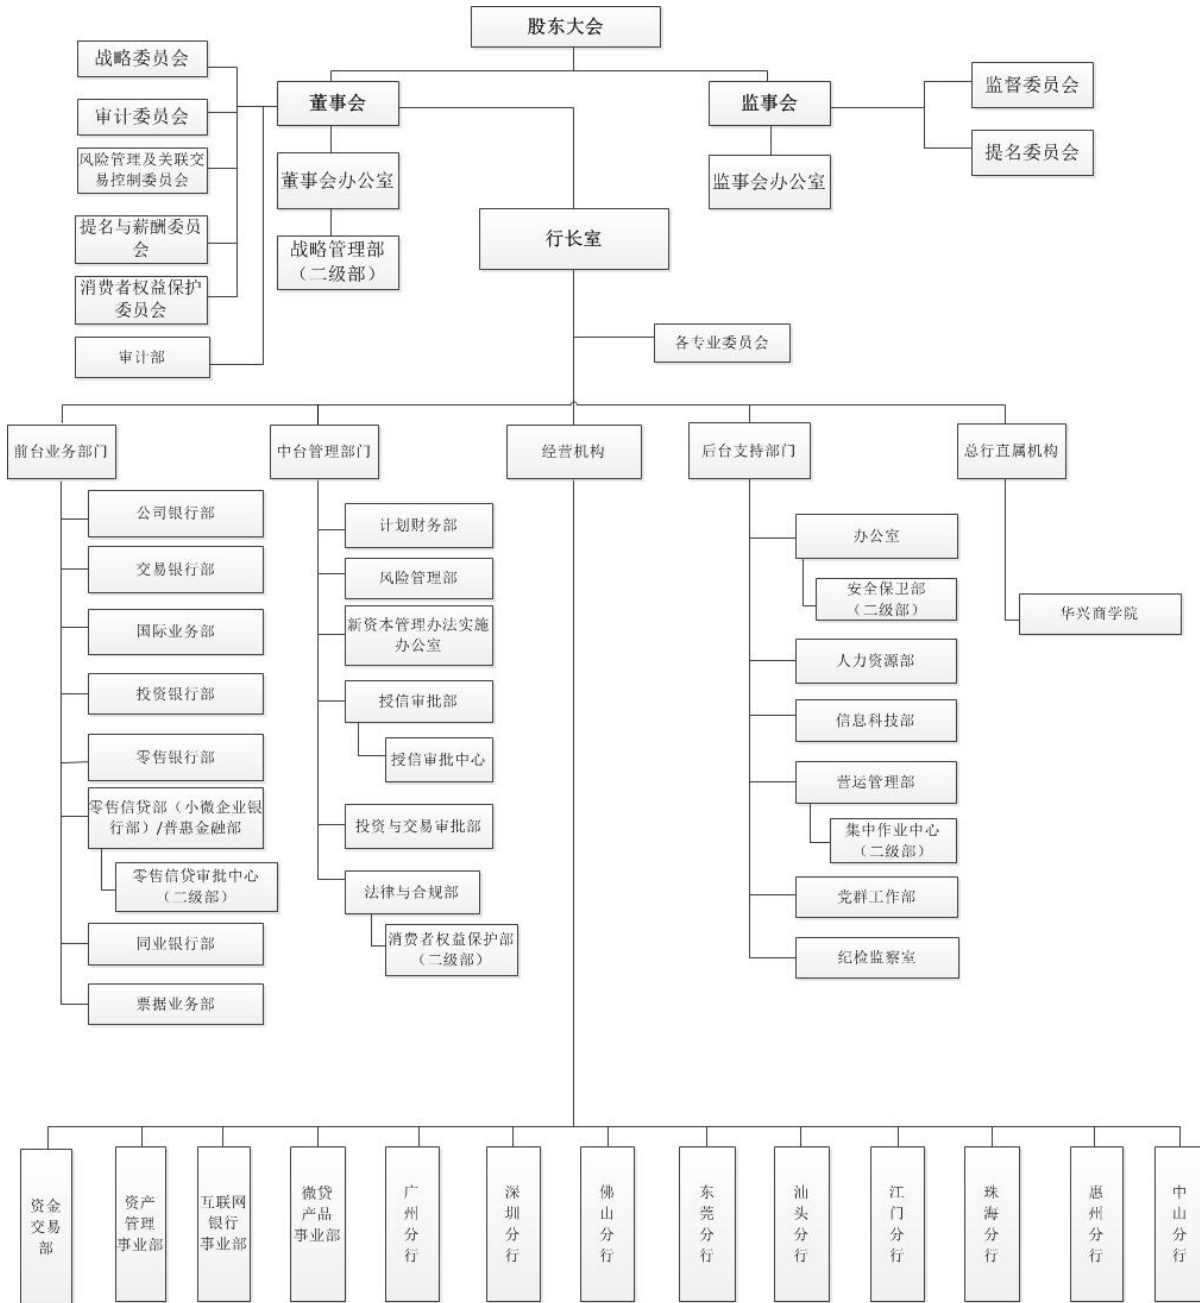 股东大会
战略委员会
审计委员会
风险管理及关联交
易控制委员会
提名与薪酬委员
会
消费者权益保护
委员会
审计部
董事会
董事会办公室
战略管理部
（二级部）
监事会
监事会办公室
监督委员会
提名委员会
行长室
各专业委员会
前台业务部门
中台管理部门
经营机构
后台支持部门
总行直属机构
公司银行部
交易银行部
国际业务部
投资银行部
零售银行部
零售信贷部（小微企业银
行部）/普惠金融部
零售信贷审批中心
（二级部）
同业银行部
票据业务部
计划财务部
风险管理部
新资本管理办法实施
办公室
授信审批部
授信审批中心
投资与交易审批部
法律与合规部
消费者权益保护部
（二级部）
办公室
安全保卫部
（二级部）
人力资源部
信息科技部
营运管理部
集中作业中心
（二级部）
党群工作部
纪检监察室
华兴商学院
资金
交易
部
资产
管理
事业部
互联网
银行
事业部
微贷
产品
事业部
广州分行
深圳分行
佛山分行
东莞分行
汕头分行
江门分行
珠海分行
惠州分行
中山分行